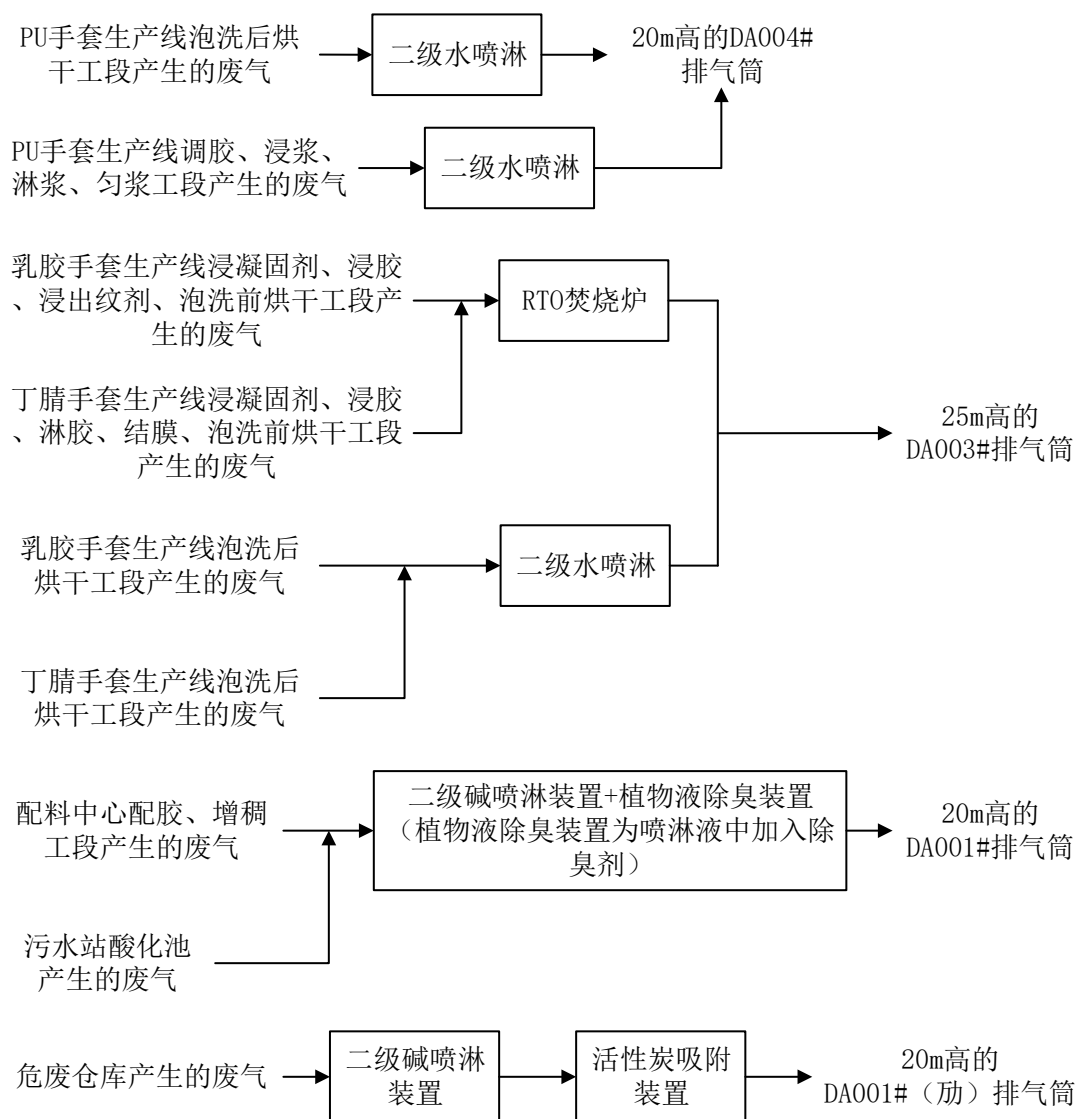 PU手套生产线泡洗后烘
干工段产生的废气
二级水喷淋
20m高的DA004#
排气筒
PU手套生产线调胶、浸浆、
淋浆、匀浆工段产生的废气
二级水喷淋
乳胶手套生产线浸凝固剂、浸胶
、浸出纹剂、泡洗前烘干工段产
生的废气
RTO焚烧炉
丁腈手套生产线浸凝固剂、浸胶
、淋胶、结膜、泡洗前烘干工段
产生的废气
25m高的
DA003#排气筒
乳胶手套生产线泡洗后
烘干工段产生的废气
二级水喷淋
丁腈手套生产线泡洗后
烘干工段产生的废气
配料中心配胶、增稠
工段产生的废气
二级碱喷淋装置+植物液除臭装置
（植物液除臭装置为喷淋液中加入除
臭剂）
20m高的
DA001#排气筒
污水站酸化池
产生的废气
危废仓库产生的废气
二级碱喷淋
装置
活性炭吸附
装置
20m高的
DA001#（劢）排气筒